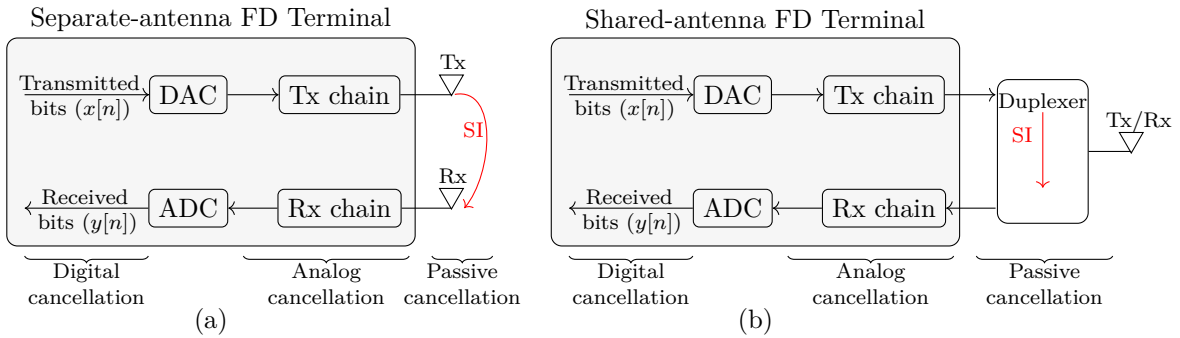 Separate-antenna FD Terminal
Transmitted
bits (x[n])
DAC
Tx chain
Tx
SI
Received
bits (y[n])
ADC
Rx chain
Rx
Digital
cancellation
Analog
cancellation
Passive
cancellation
(a)
Shared-antenna FD Terminal
Transmitted
bits (x[n])
DAC
Tx chain
Duplexer
SI
Tx/Rx
Received
bits (y[n])
ADC
Rx chain
Digital
cancellation
Analog
cancellation
Passive
cancellation
(b)